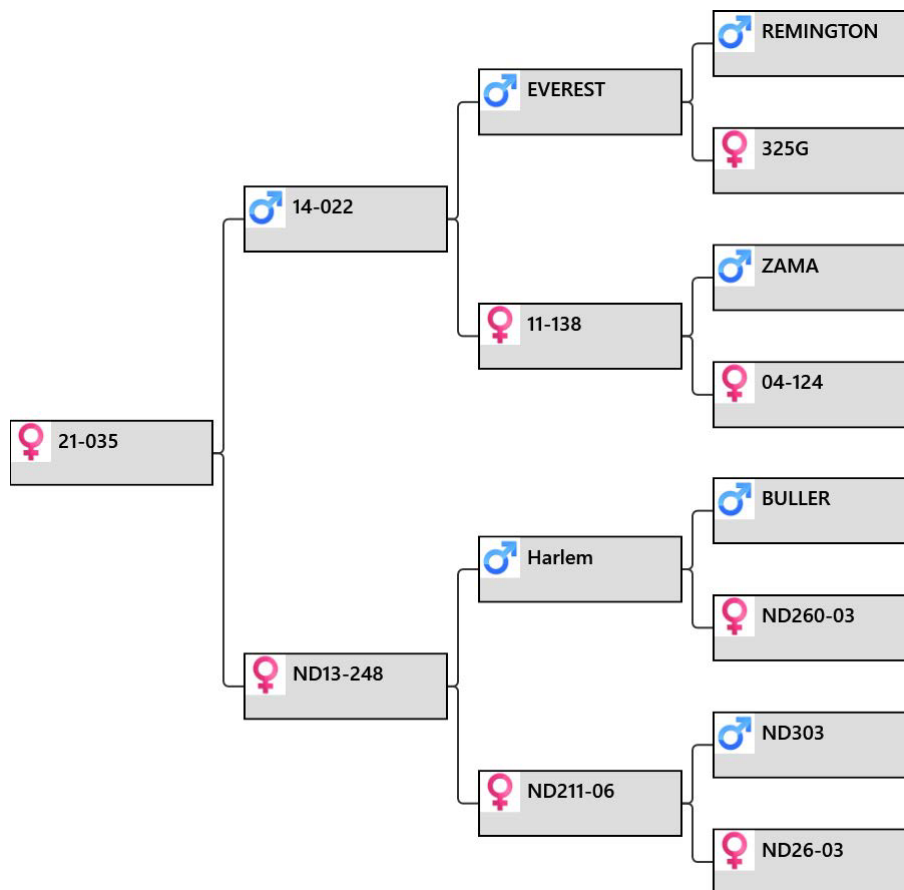 REMINGTON
EVEREST
325G
14-022
ZAMA
11-138
04-124
21-035
BULLER
Harlem
ND260-03
ND13-248
ND303
ND211-06
ND26-03